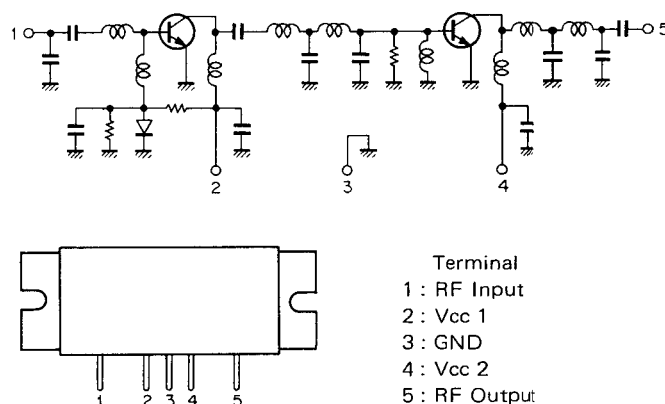 1
5
2
3
4
1 2 3 4 5
Terminal
1 : RF Input
2 : Vcc 1
3 : GND
4 : Vcc 2
5 : RF Output